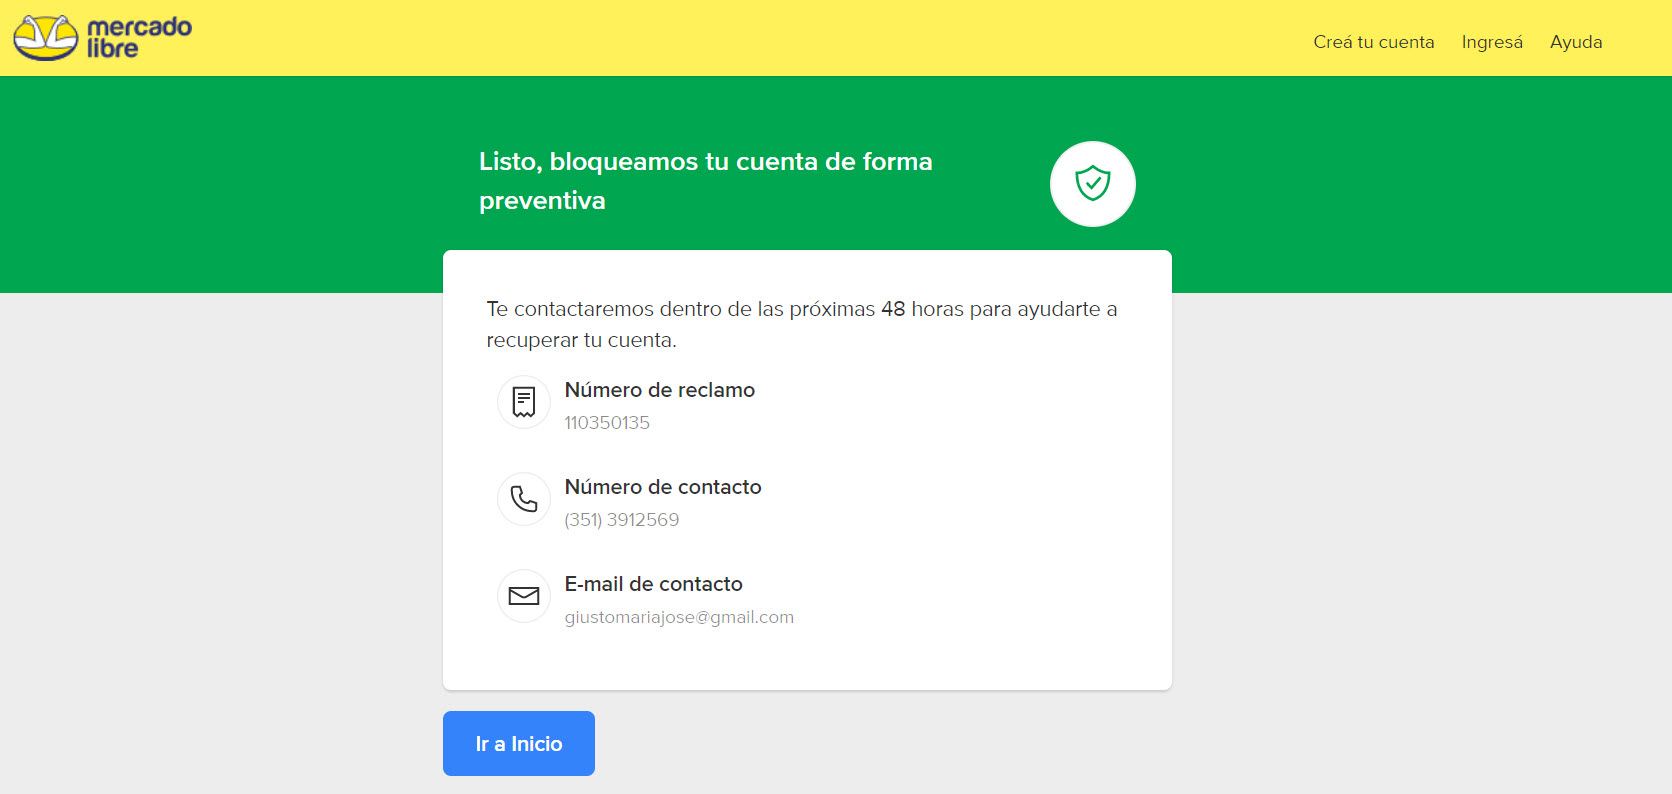 mercado
libre
Creá tu cuenta Ingresá Ayuda
Listo, bloqueamos tu cuenta de forma
preventiva
Te contactaremos dentro de las próximas 48 horas para ayudarte a
recuperar tu cuenta.
Número de reclamo
110350135
Número de contacto
(351) 3912569
E-mail de contacto
giustomariajose@gmail.com
Ir a Inicio